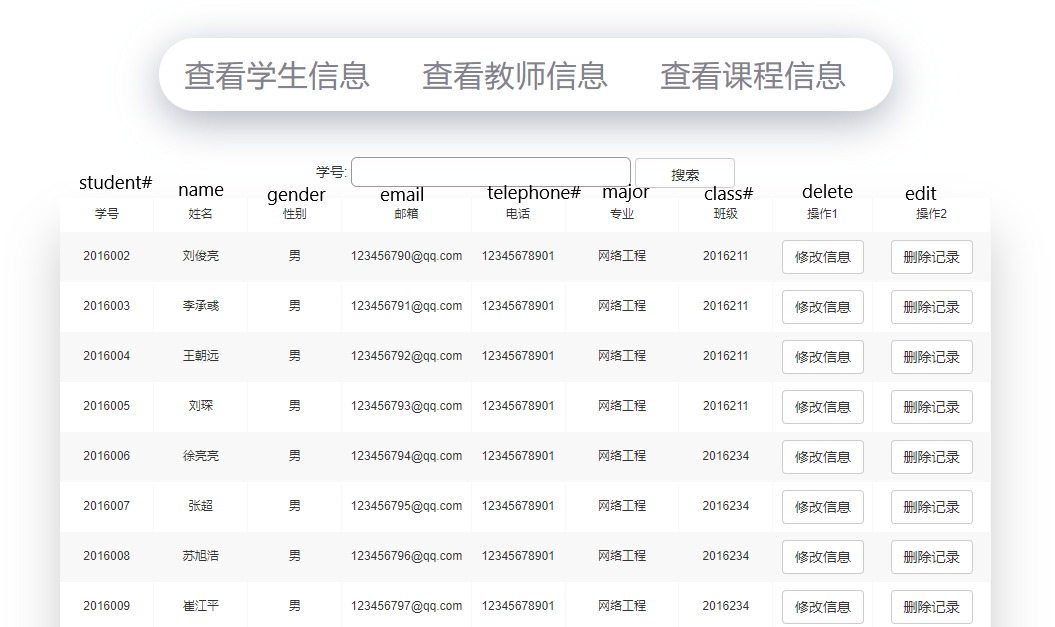 查看学生信息 查看教师信息 查看课程信息
学号: 搜索
student# name gender email telephone# major class# delete edit
学号 姓名 性别 邮箱 电话 专业 班级 操作1 操作2
2016002 刘俊亮 男 123456790@qq.com 12345678901 网络工程 2016211 修改信息 删除记录
2016003 李承彧 男 123456791@qq.com 12345678901 网络工程 2016211 修改信息 删除记录
2016004 王朝远 男 123456792@qq.com 12345678901 网络工程 2016211 修改信息 删除记录
2016005 刘琛 男 123456793@qq.com 12345678901 网络工程 2016211 修改信息 删除记录
2016006 徐亮亮 男 123456794@qq.com 12345678901 网络工程 2016234 修改信息 删除记录
2016007 张超 男 123456795@qq.com 12345678901 网络工程 2016234 修改信息 删除记录
2016008 苏旭浩 男 123456796@qq.com 12345678901 网络工程 2016234 修改信息 删除记录
2016009 崔江平 男 123456797@qq.com 12345678901 网络工程 2016234 修改信息 删除记录